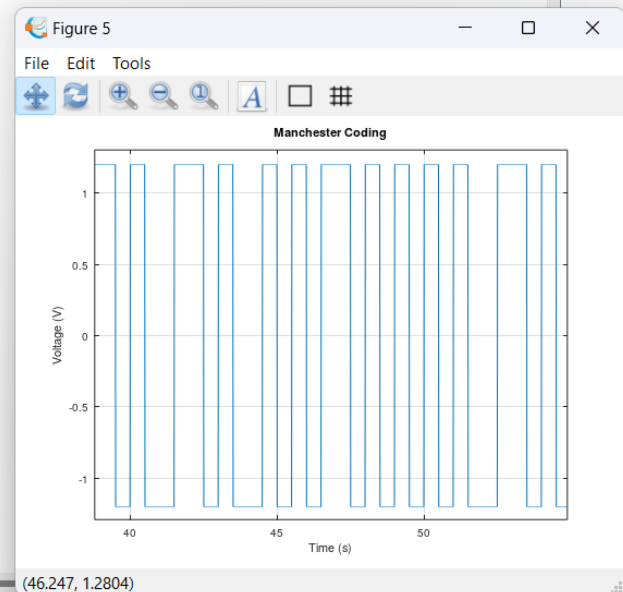 Figure 5
File Edit Tools
A
Manchester Coding
1
0.5
0
-0.5
-1
Voltage (V)
40 45 50
Time (s)
(46.247, 1.2804)